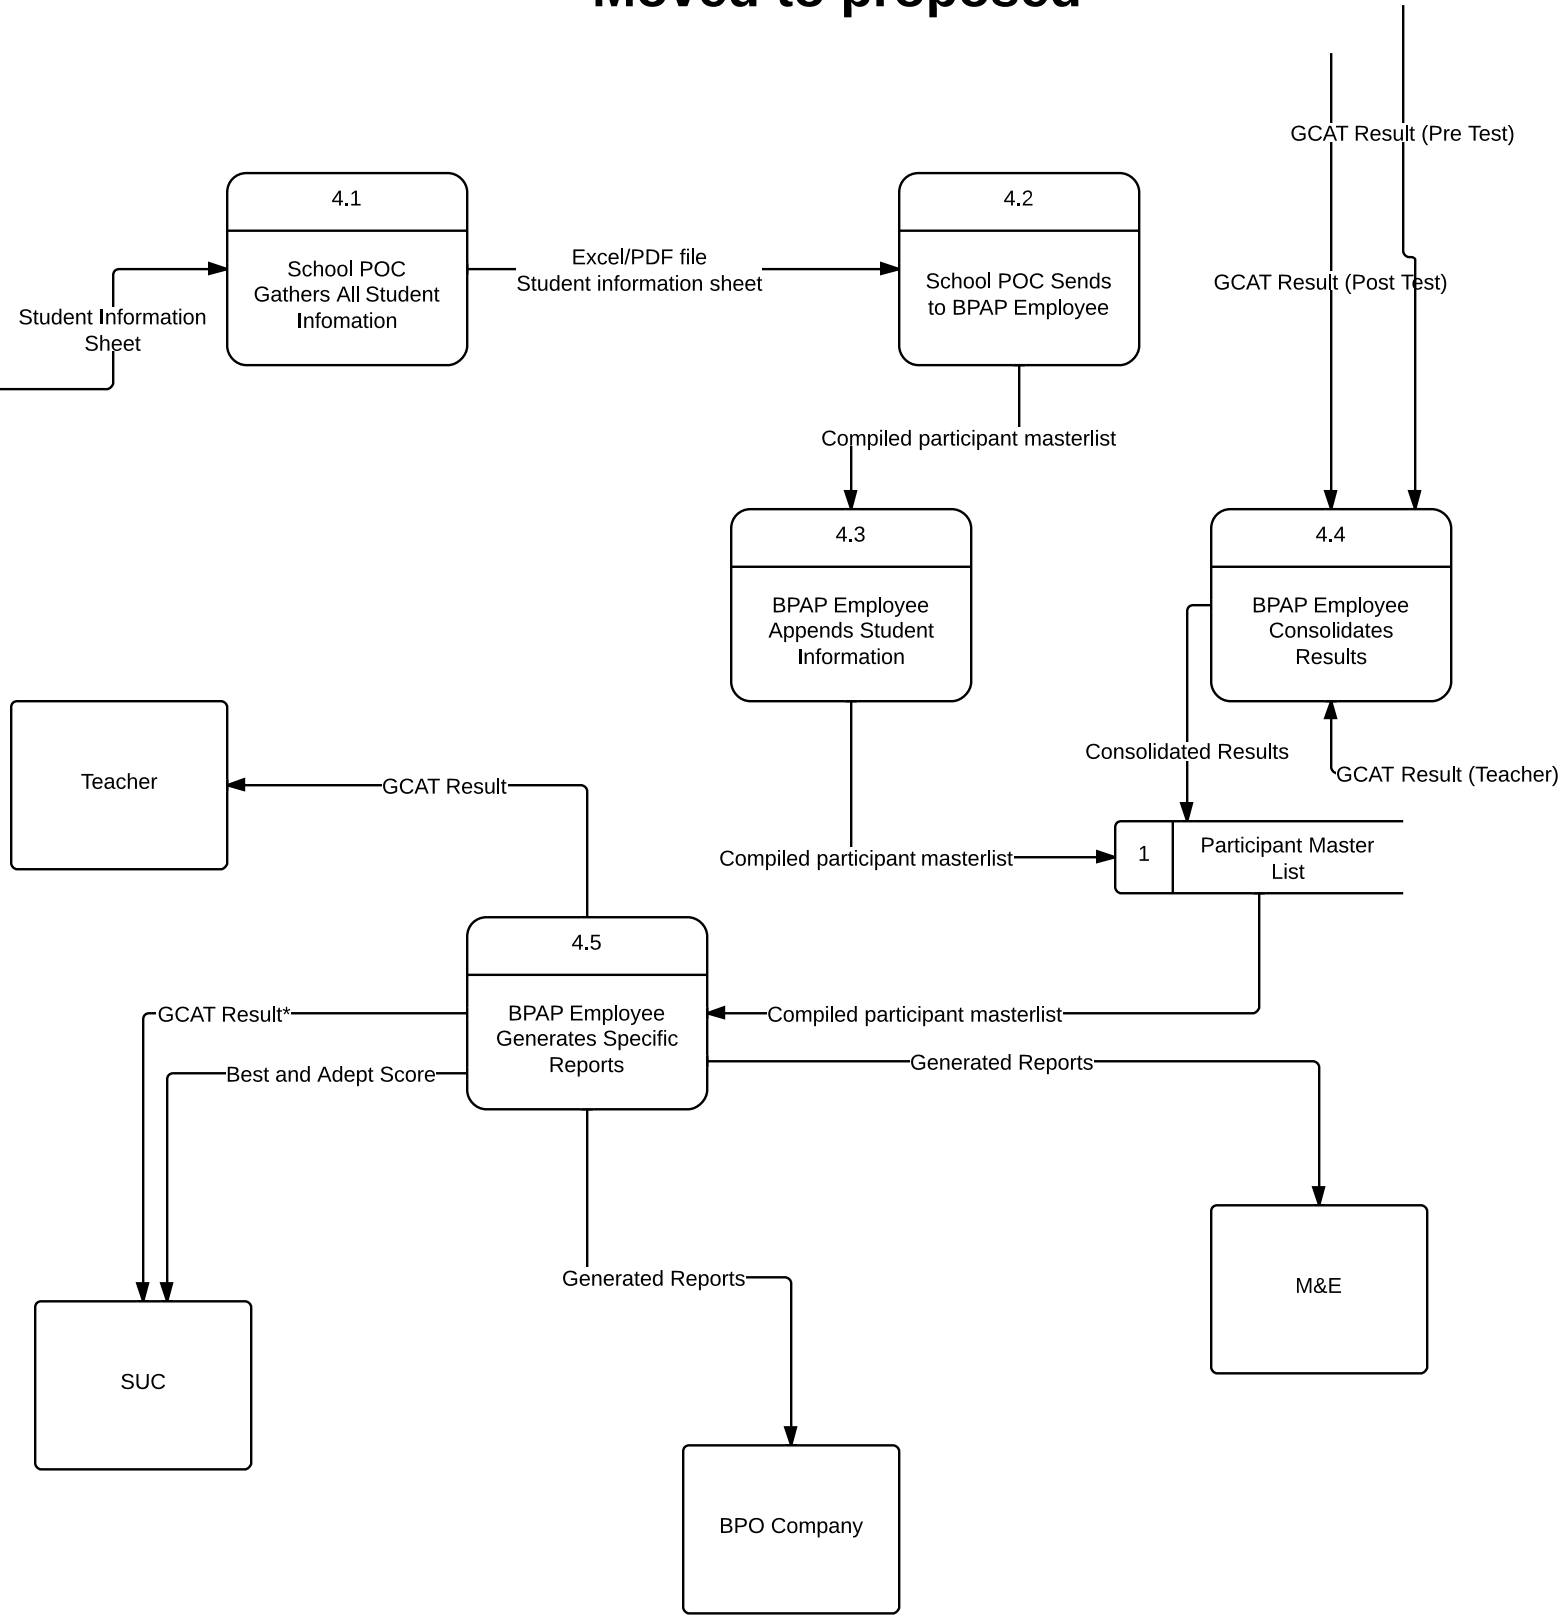 Moved to proposed
GCAT Result (Pre Test)
4.1
4.2
School POC
Gathers All Student
Infomation
Excel/PDF file
Student information sheet
School POC Sends
to BPAP Employee
GCAT Result (Post Test)
Student Information
Sheet
Compiled participant masterlist
4.3
4.4
BPAP Employee
Appends Student
Information
BPAP Employee
Consolidates
Results
Consolidated Results
GCAT Result (Teacher)
Teacher
GCAT Result
Compiled participant masterlist
1
Participant Master
List
4.5
BPAP Employee
Generates Specific
Reports
GCAT Result*
Compiled participant masterlist
Best and Adept Score
Generated Reports
Generated Reports
M&E
SUC
BPO Company